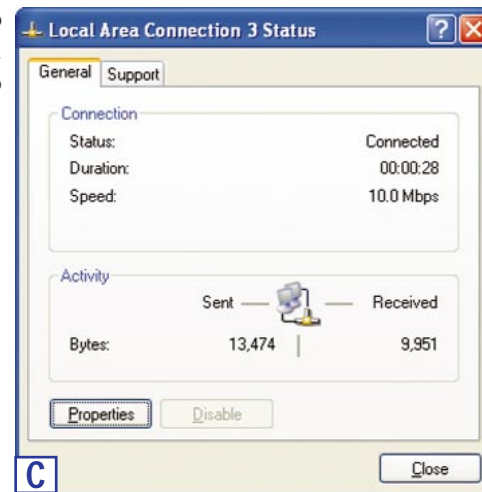 Local Area Connection 3 Status
General Support
Connection
Status: Connected
Duration: 00:00:28
Speed: 10.0 Mbps
Activity
Sent — — Received
Bytes: 13,474 | 9,951
Properties Disable
Close
C